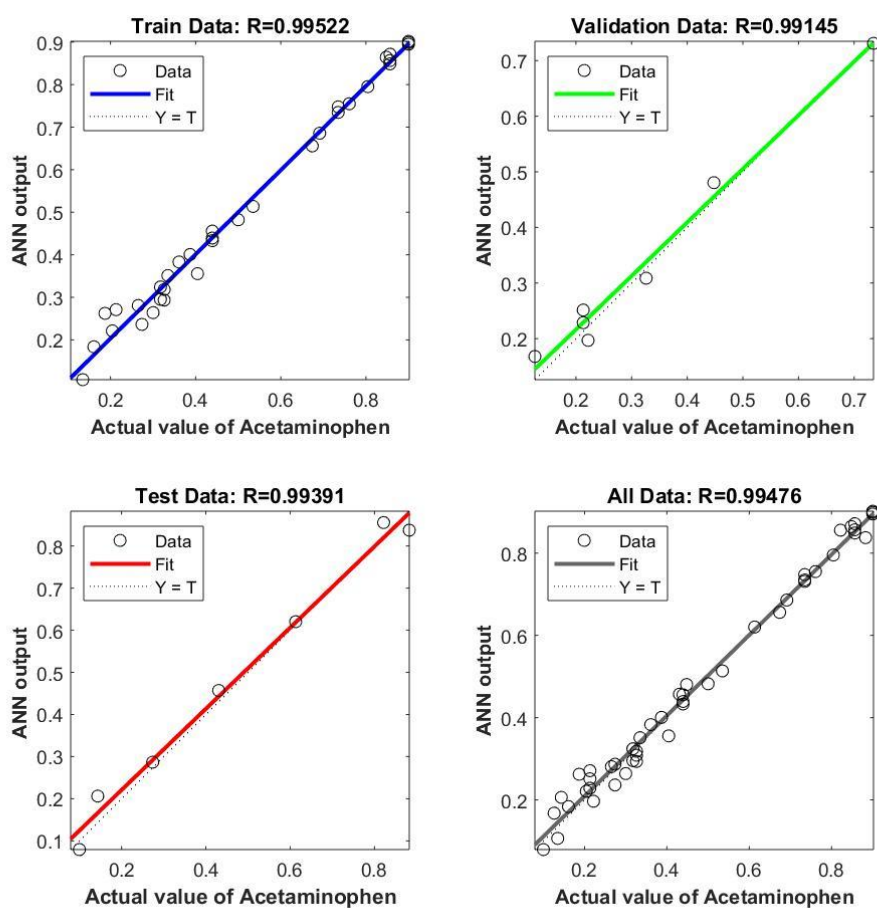 Train Data: R=0.99522
Data
Fit
Y = T
0.9
0.8
0.7
0.6
0.5
0.4
0.3
0.2
ANN output
0.2 0.4 0.6 0.8
Actual value of Acetaminophen
Validation Data: R=0.99145
Data
Fit
Y = T
0.7
0.6
0.5
0.4
0.3
0.2
ANN output
0.2 0.3 0.4 0.5 0.6 0.7
Actual value of Acetaminophen
Test Data: R=0.99391
Data
Fit
Y = T
0.8
0.7
0.6
0.5
0.4
0.3
0.2
0.1
ANN output
0.2 0.4 0.6 0.8
Actual value of Acetaminophen
All Data: R=0.99476
Data
Fit
Y = T
0.8
0.6
0.4
0.2
ANN output
0.2 0.4 0.6 0.8
Actual value of Acetaminophen